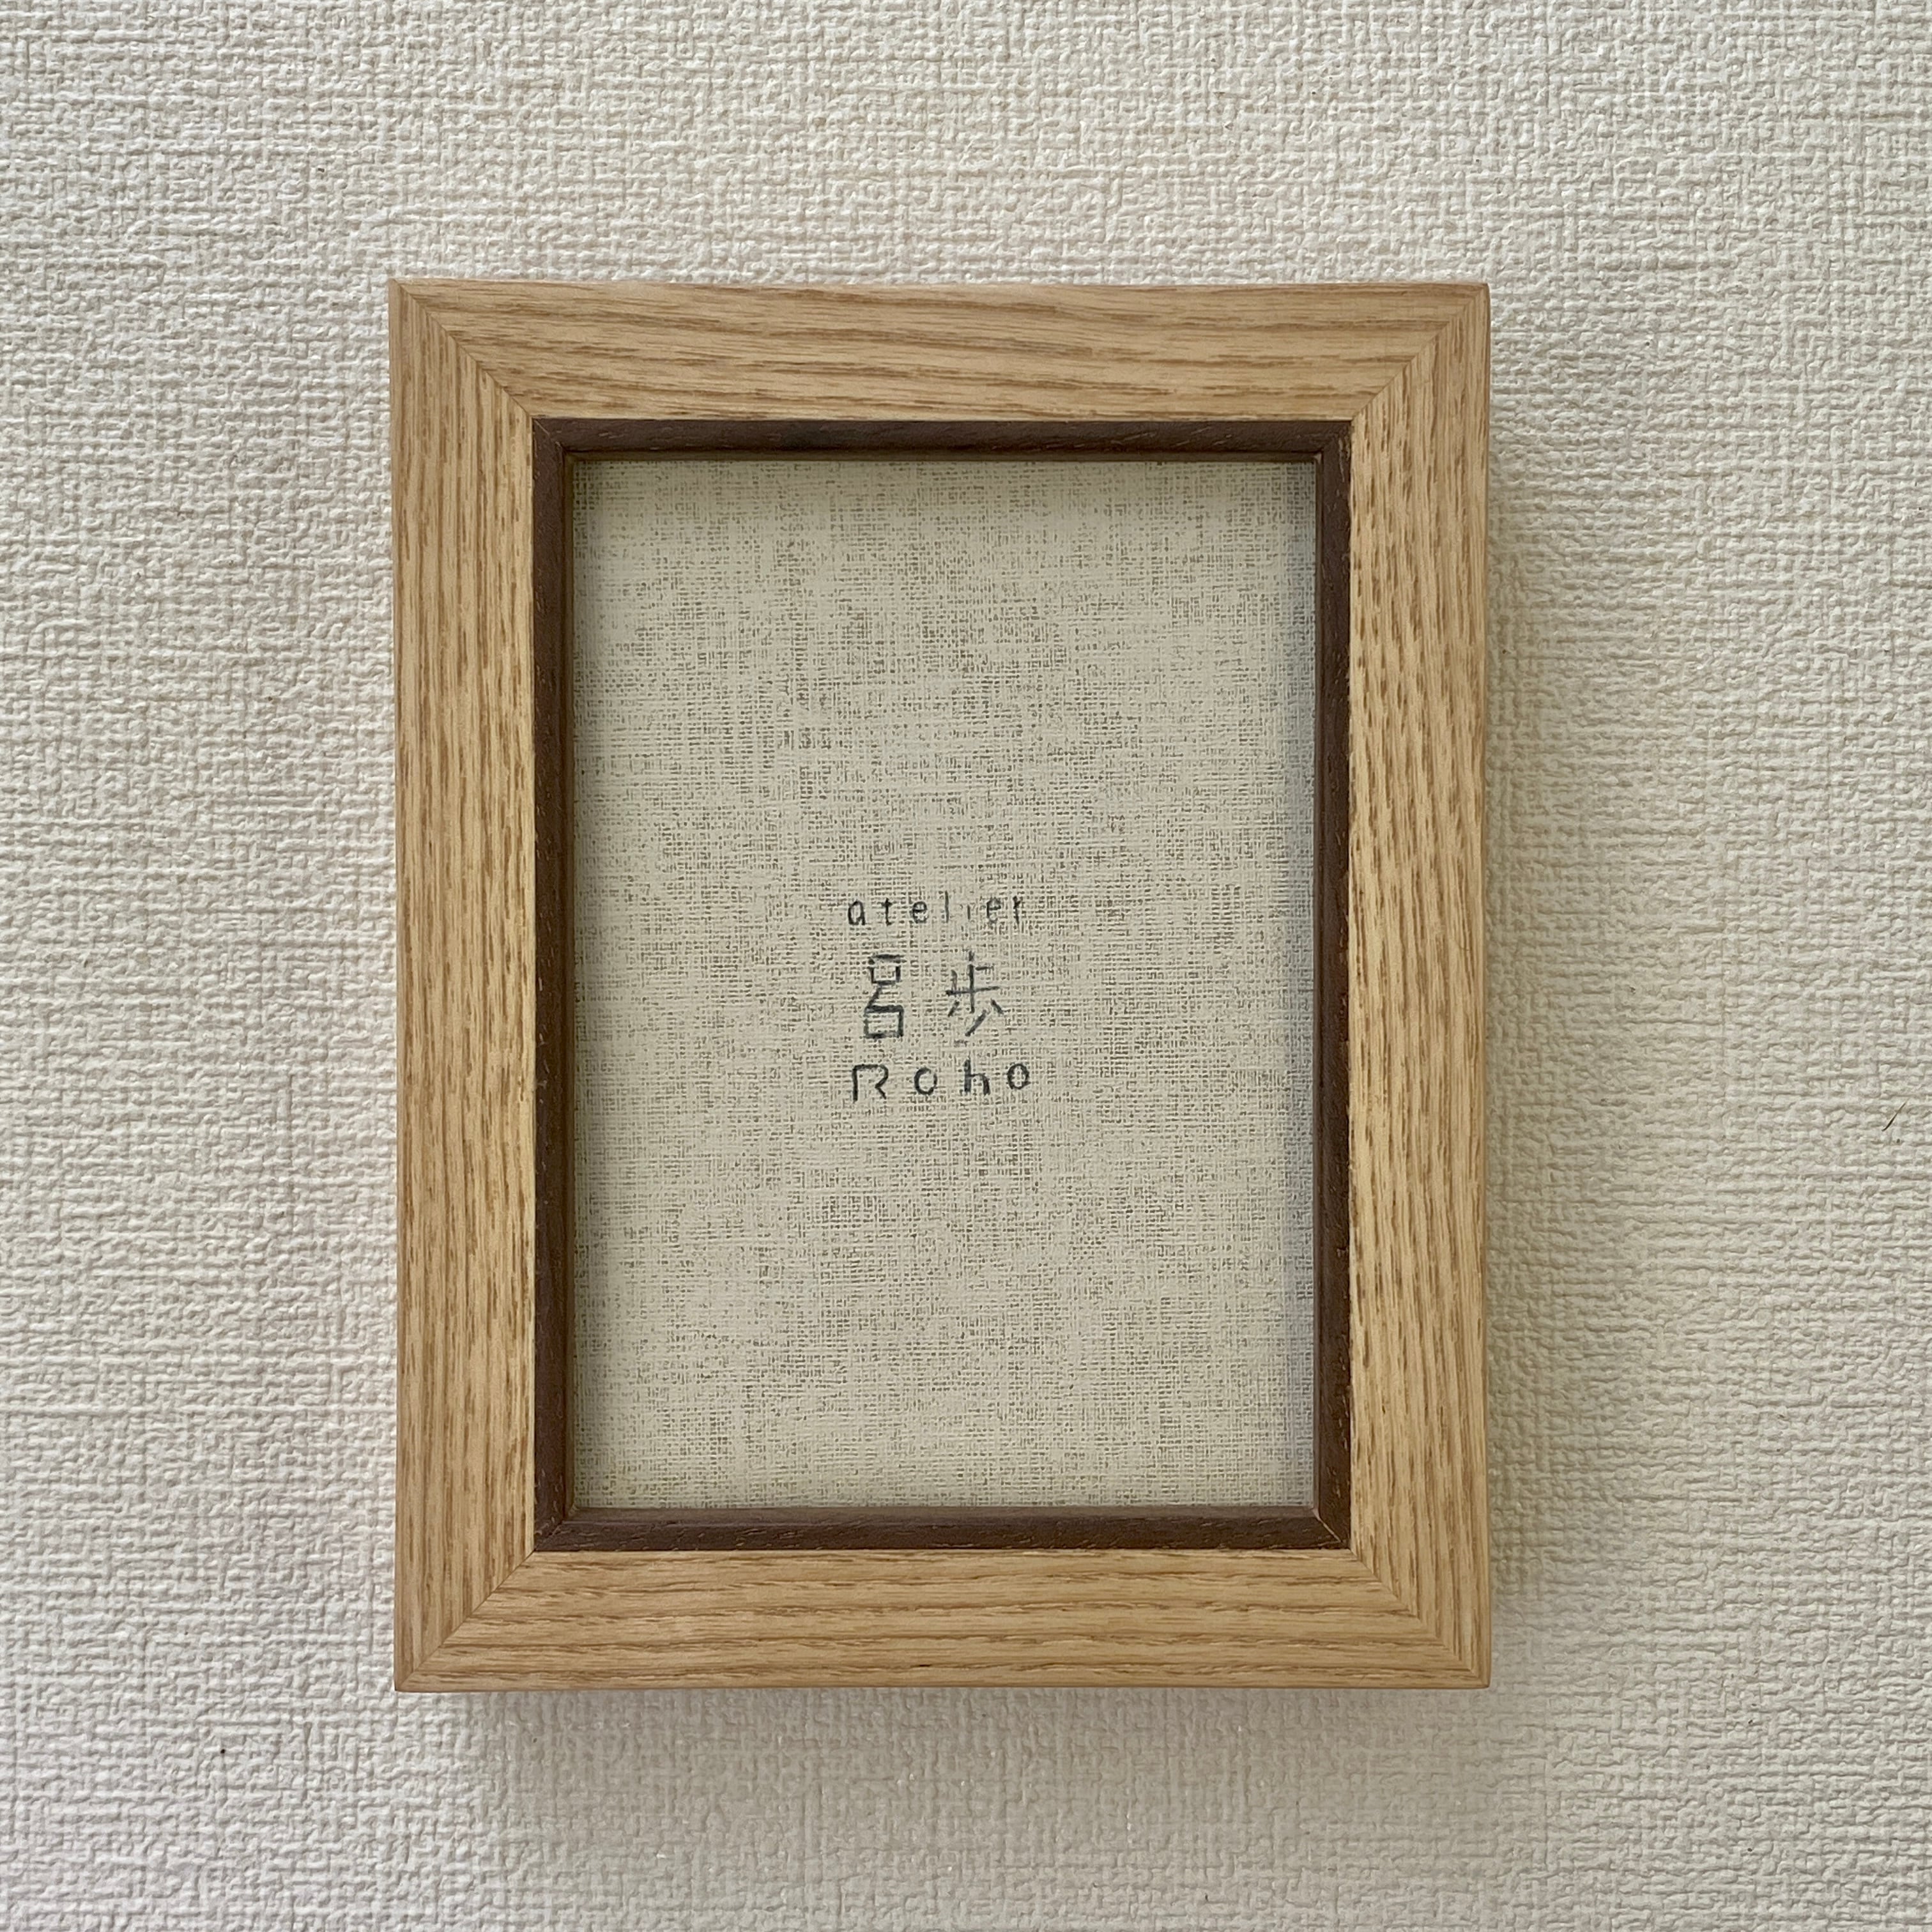 atelier
呂歩
Roho